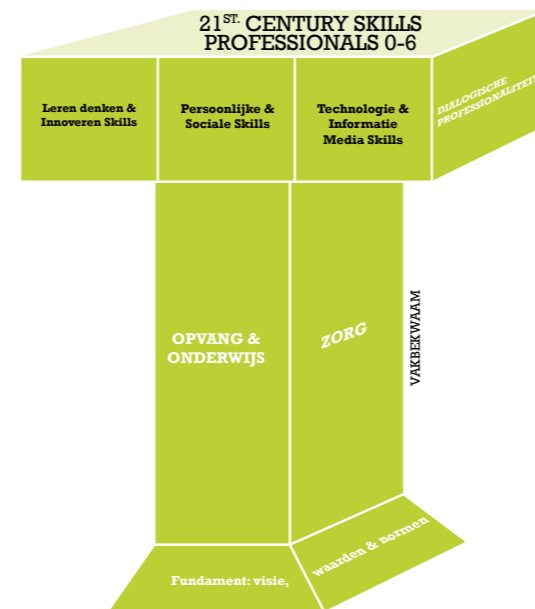 21ST. CENTURY SKILLS
PROFESSIONALS 0-6
Leren denken &
Innoveren Skills
Persoonlijke &
Sociale Skills
Technologie &
Informatie
Media Skills
DIALOGISCHE
PROFESSIONALITEIT
OPVANG &
ONDERWIJS
ZORG
VAKBEKWAAM
Fundament: visie,
waarden & normen